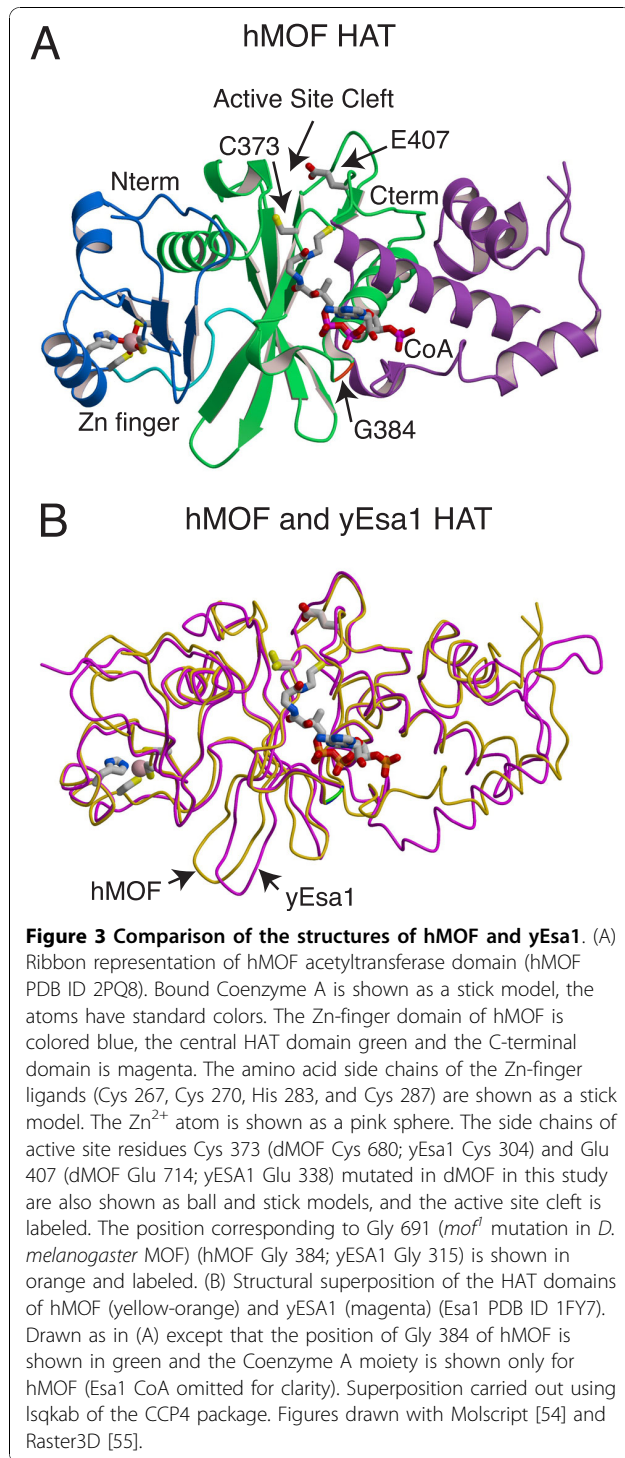 A
hMOF HAT
Active Site Cleft
C373
E407
Nterm
Cterm
CoA
Zn finger
G384
B
hMOF and yEsa1 HAT
hMOF
yEsa1
Figure 3 Comparison of the structures of hMOF and yEsa1. (A)
Ribbon representation of hMOF acetyltransferase domain (hMOF
PDB ID 2PQ8). Bound Coenzyme A is shown as a stick model, the
atoms have standard colors. The Zn-finger domain of hMOF is
colored blue, the central HAT domain green and the C-terminal
domain is magenta. The amino acid side chains of the Zn-finger
ligands (Cys 267, Cys 270, His 283, and Cys 287) are shown as a stick
model. The Zn²⁺ atom is shown as a pink sphere. The side chains of
active site residues Cys 373 (dMOF Cys 680; yEsa1 Cys 304) and Glu
407 (dMOF Glu 714; yESA1 Glu 338) mutated in dMOF in this study
are also shown as ball and stick models, and the active site cleft is
labeled. The position corresponding to Gly 691 (mof¹ mutation in D.
melanogaster MOF) (hMOF Gly 384; yESA1 Gly 315) is shown in
orange and labeled. (B) Structural superposition of the HAT domains
of hMOF (yellow-orange) and yESA1 (magenta) (Esa1 PDB ID 1FY7).
Drawn as in (A) except that the position of Gly 384 of hMOF is
shown in green and the Coenzyme A moiety is shown only for
hMOF (Esa1 CoA omitted for clarity). Superposition carried out using
lsqkab of the CCP4 package. Figures drawn with Molscript [54] and
Raster3D [55].